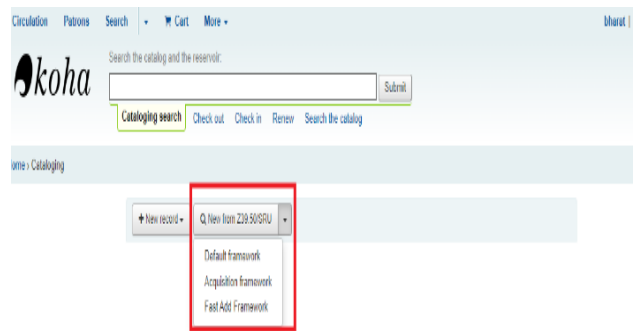 Circulation Patrons Search Cart More bharat |
koha
Search the catalog and the reservoir:
Submit
Cataloging search Check out Check in Renew Search the catalog
ome › Cataloging
+ New record New from Z39.50/SRU
Default framework
Acquisition framework
Fast Add Framework